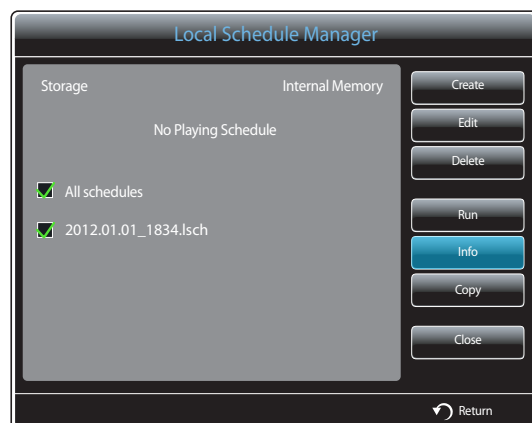 Local Schedule Manager
Storage Internal Memory
No Playing Schedule
All schedules
2012.01.01_1834.lsch
Create
Edit
Delete
Run
Info
Copy
Close
Return